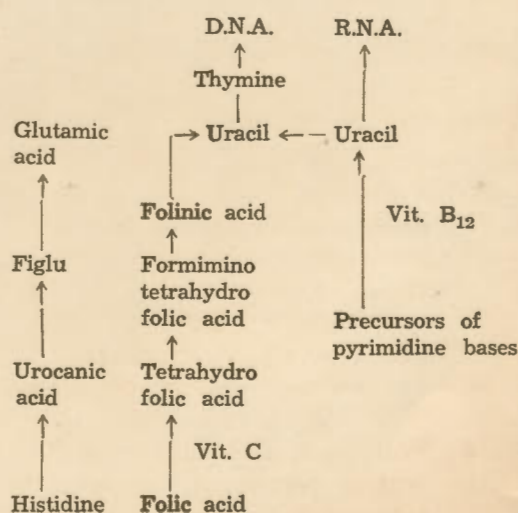 D.N.A. R.N.A.
Thymine
Glutamic
acid
Uracil Uracil
Folinic acid
Vit. B12
Figlu
Formimino
tetrahydro
folic acid
Precursors of
pyrimidine bases
Urocanic
acid
Tetrahydro
folic acid
Vit. C
Histidine
Folic acid